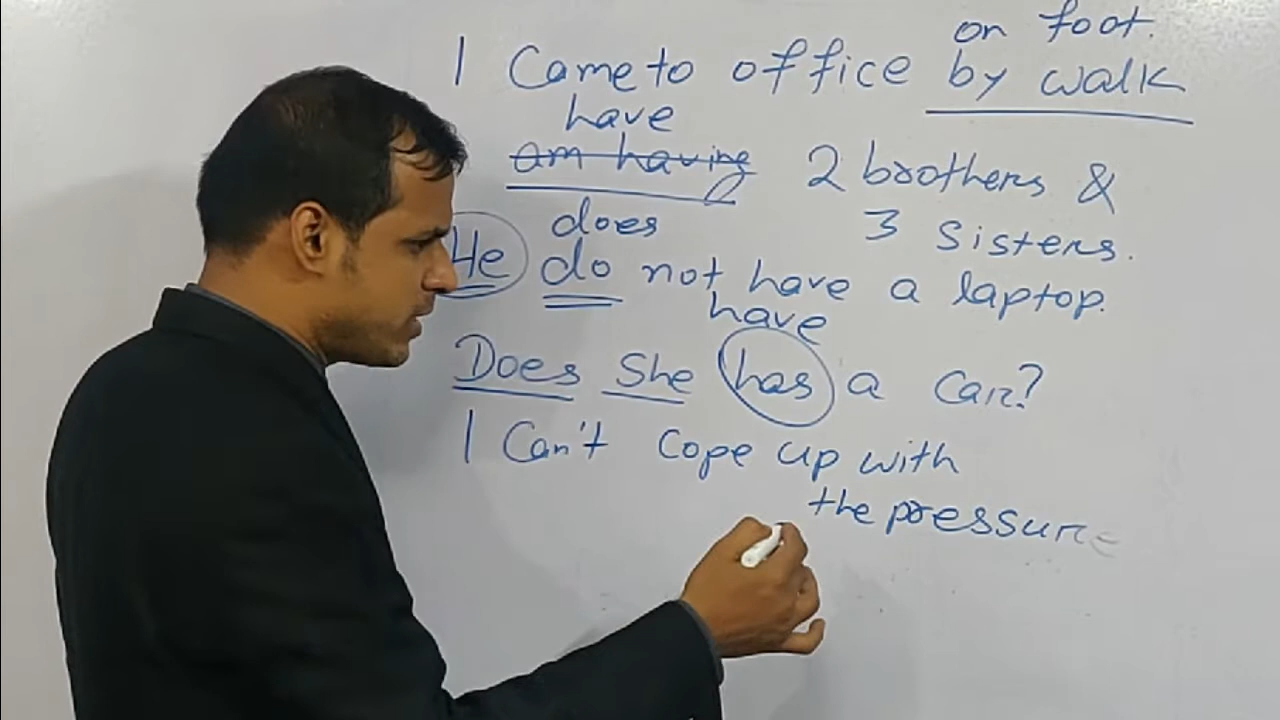 on foot.
I Came to office by walk
have
am having 2 brothers &
does 3 Sisters.
He do not have a laptop.
have
Does She has a Car?
I Can't Cope up with
the pressure